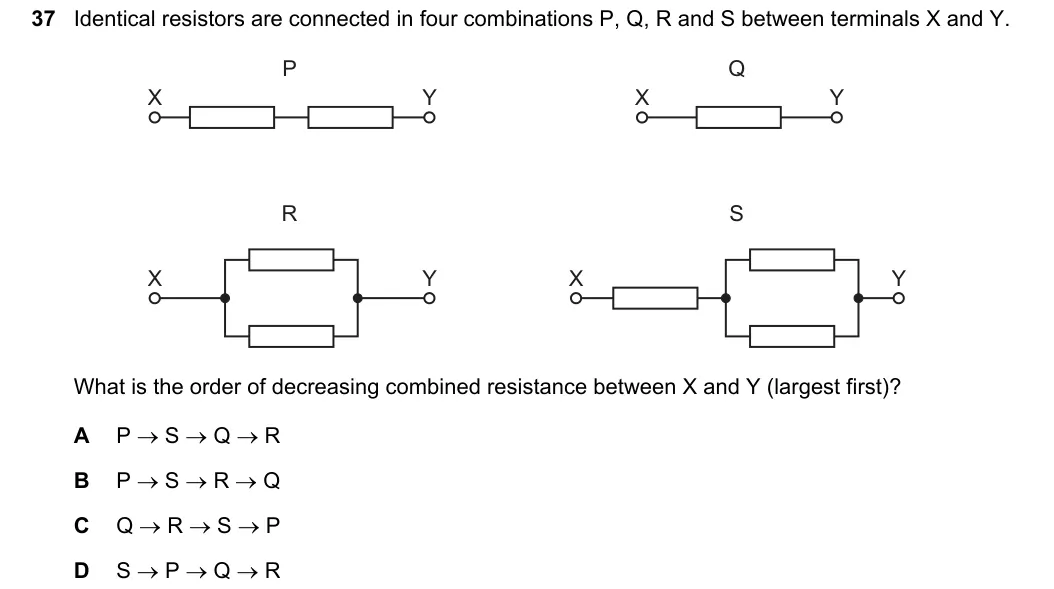 37 Identical resistors are connected in four combinations P, Q, R and S between terminals X and Y.
P
Q
X
Y
X
Y
R
S
X
Y
X
Y
What is the order of decreasing combined resistance between X and Y (largest first)?
A P → S → Q → R
B P → S → R → Q
C Q → R → S → P
D S → P → Q → R